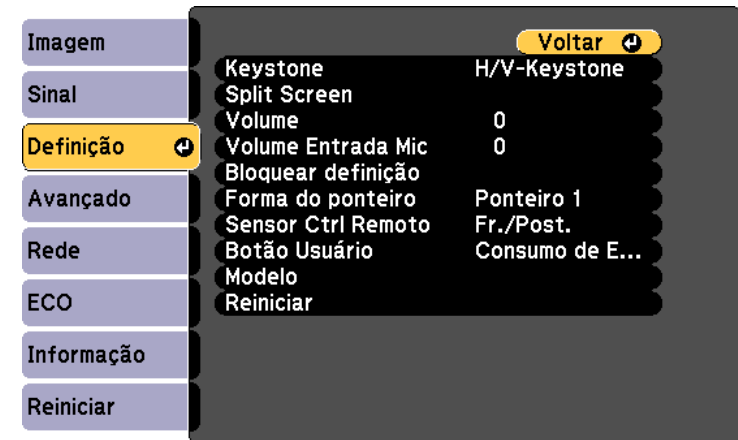 Imagem
Sinal
Definição
Avançado
Rede
ECO
Informação
Reiniciar
Voltar
Keystone H/V-Keystone
Split Screen
Volume 0
Volume Entrada Mic 0
Bloquear definição
Forma do ponteiro Ponteiro 1
Sensor Ctrl Remoto Fr./Post.
Botão Usuário Consumo de E...
Modelo
Reiniciar